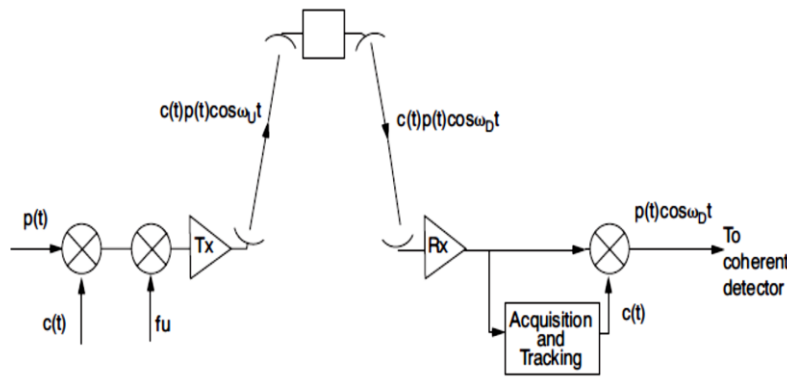 c(t)p(t)cosω_Ut
c(t)p(t)cosω_Dt
p(t)
Tx
Rx
p(t)cosω_Dt
To
coherent
detector
c(t)
fu
Acquisition
and
Tracking
c(t)